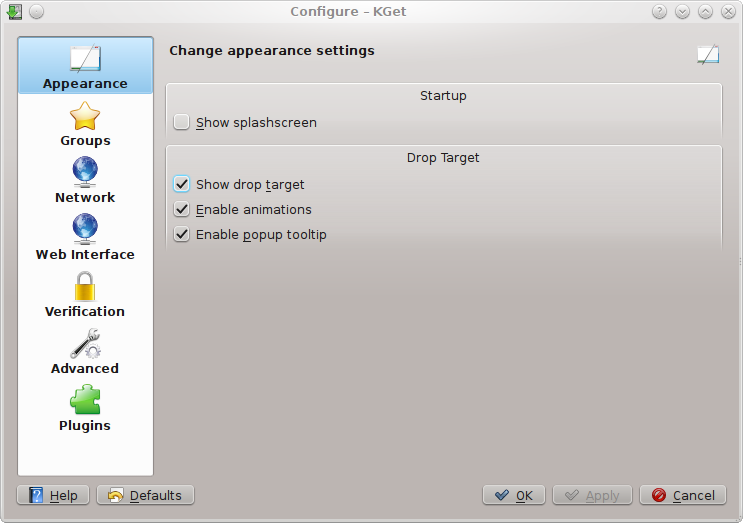 Configure – KGet
Change appearance settings
Appearance
Groups
Network
Web Interface
Verification
Advanced
Plugins
Startup
Show splashscreen
Drop Target
Show drop target
Enable animations
Enable popup tooltip
Help
Defaults
OK
Apply
Cancel